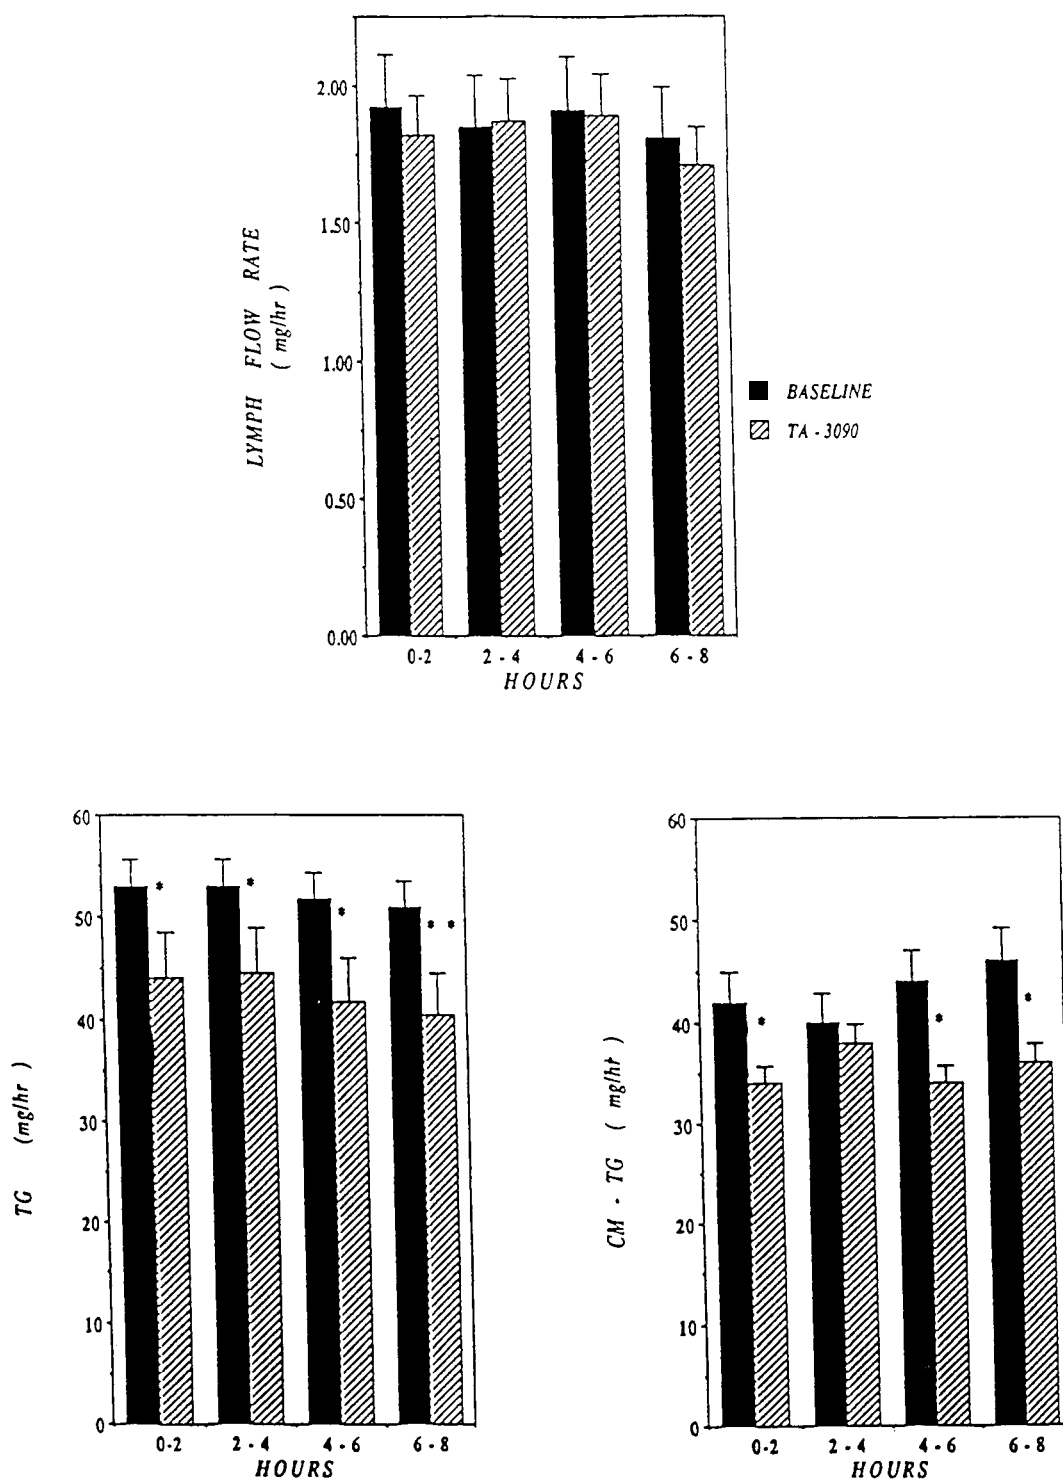 LYMPH FLOW RATE
( mg/hr )
2.00
1.50
1.00
0.50
0.00
0-2 2 - 4 4 - 6 6 - 8
HOURS
BASELINE
TA - 3090
TG (mg/hr )
60
50
40
30
20
10
0
* * * * *
0-2 2 - 4 4 - 6 6 - 8
HOURS
CM - TG ( mg/hr )
60
50
40
30
20
10
0
* * *
0-2 2 - 4 4 - 6 6 - 8
HOURS